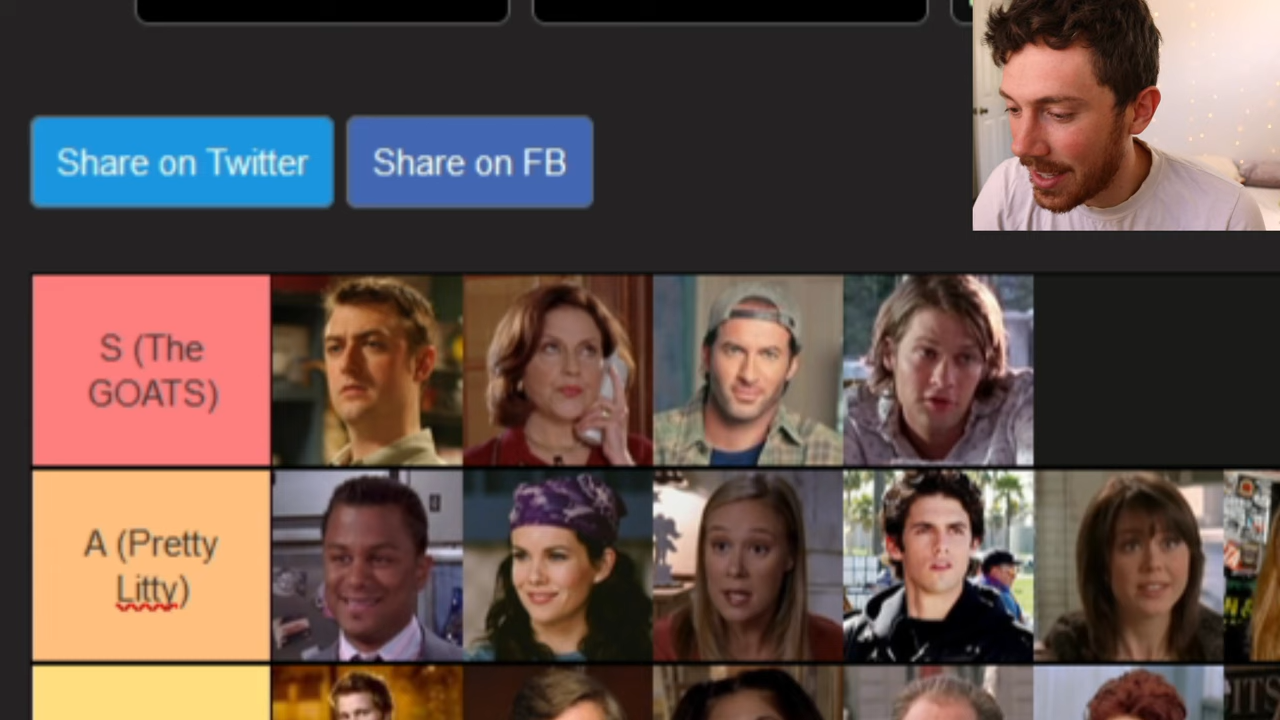 Share on Twitter
Share on FB
S (The
GOATS)
A (Pretty
Litty)